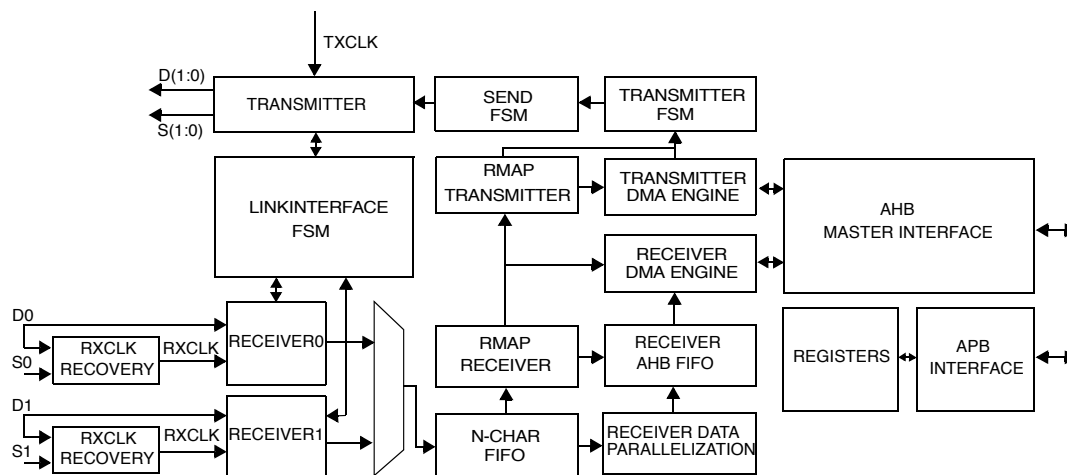 TXCLK
D(1:0)
S(1:0)
TRANSMITTER
SEND
FSM
TRANSMITTER
FSM
LINKINTERFACE
FSM
RMAP
TRANSMITTER
TRANSMITTER
DMA ENGINE
AHB
MASTER INTERFACE
RECEIVER
DMA ENGINE
D0
S0
RXCLK
RECOVERY
RXCLK
RECEIVER0
RMAP
RECEIVER
RECEIVER
AHB FIFO
REGISTERS
APB
INTERFACE
D1
S1
RXCLK
RECOVERY
RXCLK
RECEIVER1
N-CHAR
FIFO
RECEIVER DATA
PARALLELIZATION